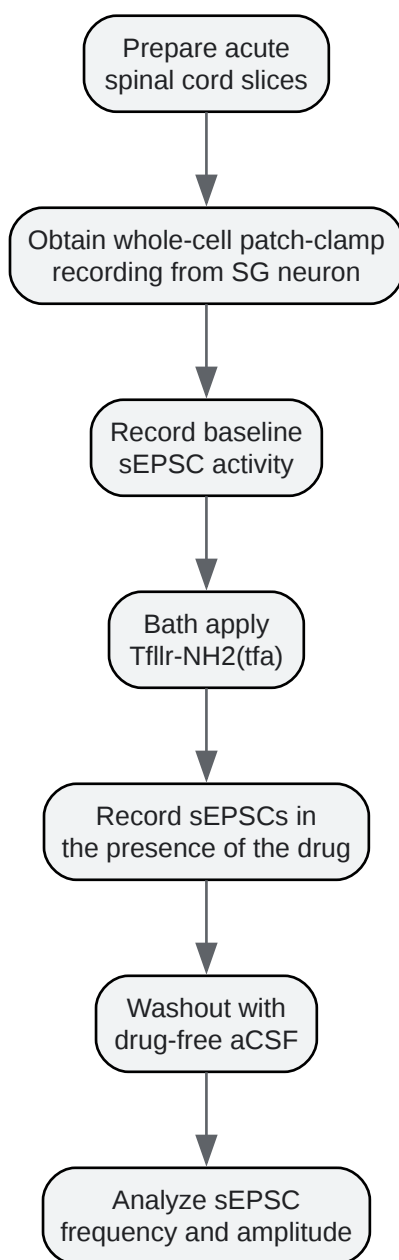 Prepare acute
spinal cord slices
Obtain whole-cell patch-clamp
recording from SG neuron
Record baseline
sEPSC activity
Bath apply
Tfllr-NH2(tfa)
Record sEPSCs in
the presence of the drug
Washout with
drug-free aCSF
Analyze sEPSC
frequency and amplitude